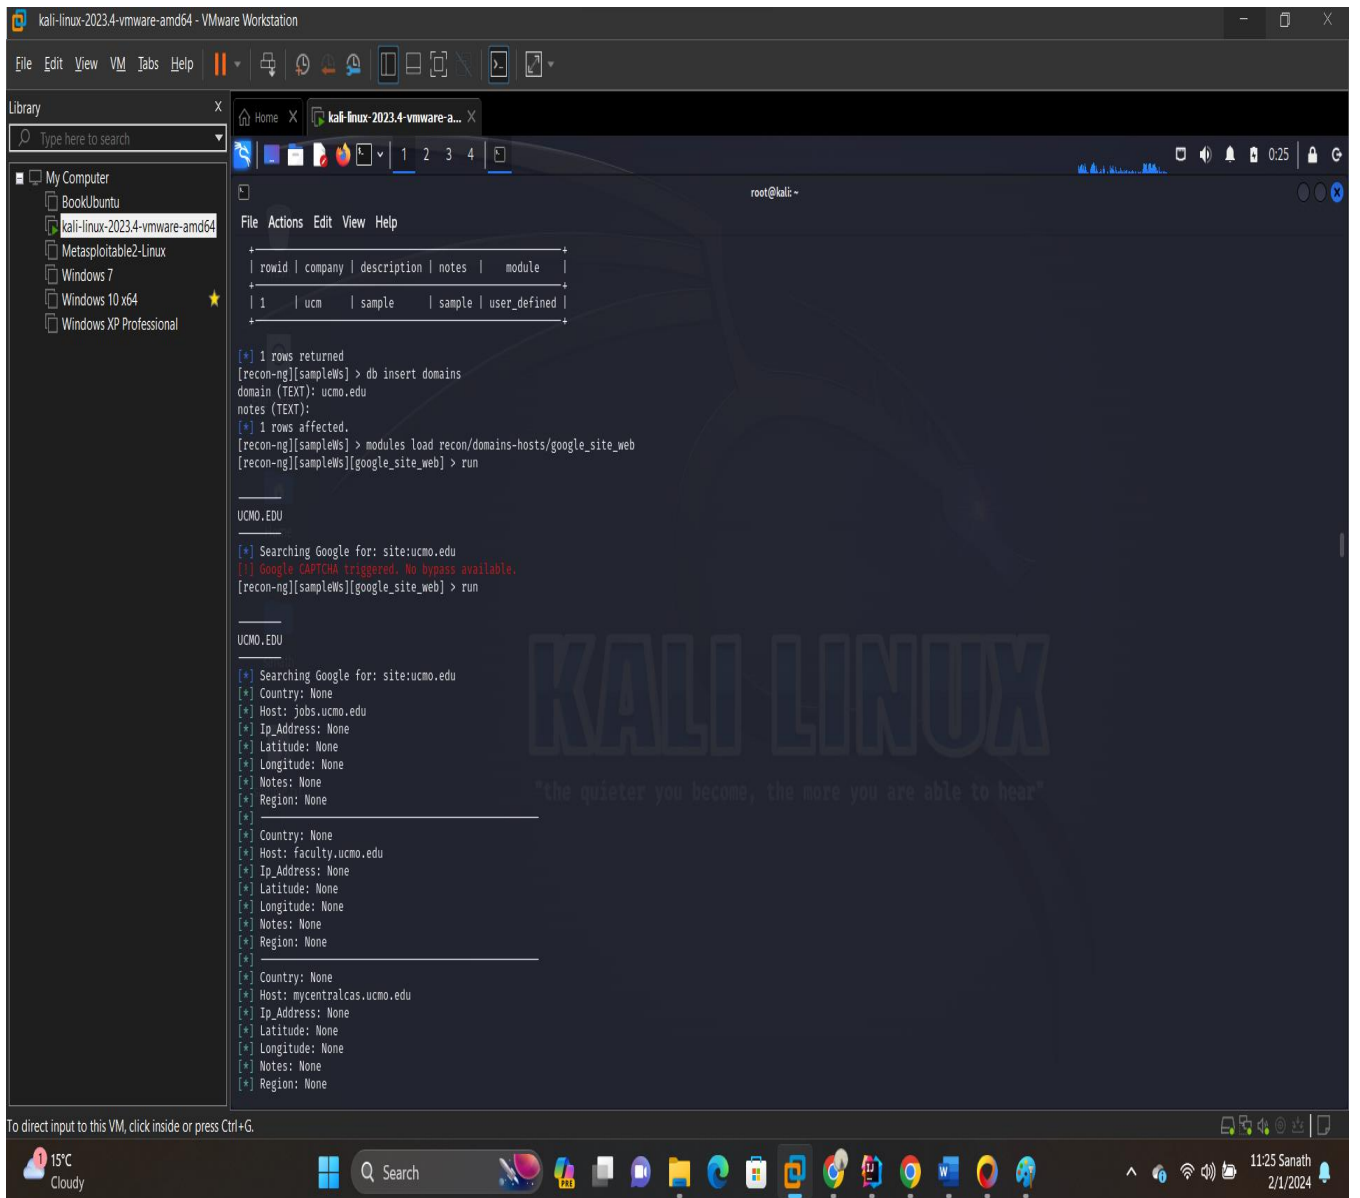 kali-linux-2023.4-vmware-amd64 - VMware Workstation
File Edit View VM Tabs Help
Library X
Type here to search
My Computer
BookUbuntu
kali-linux-2023.4-vmware-amd64
Metasploitable2-Linux
Windows 7
Windows 10 x64
Windows XP Professional
Home X kali-linux-2023.4-vmware-a... X
1 2 3 4 0:25
root@kali: ~
File Actions Edit View Help
| rowid | company | description | notes | module |
| 1 | ucm | sample | sample | user_defined |
[*] 1 rows returned
[recon-ng][sampleWs] > db insert domains
domain (TEXT): ucmo.edu
notes (TEXT):
[*] 1 rows affected.
[recon-ng][sampleWs] > modules load recon/domains-hosts/google_site_web
[recon-ng][sampleWs][google_site_web] > run
UCMO.EDU
[*] Searching Google for: site:ucmo.edu
[!] Google CAPTCHA triggered. No bypass available.
[recon-ng][sampleWs][google_site_web] > run
UCMO.EDU
[*] Searching Google for: site:ucmo.edu
[*] Country: None
[*] Host: jobs.ucmo.edu
[*] Ip_Address: None
[*] Latitude: None
[*] Longitude: None
[*] Notes: None
[*] Region: None
[*]
[*] Country: None
[*] Host: faculty.ucmo.edu
[*] Ip_Address: None
[*] Latitude: None
[*] Longitude: None
[*] Notes: None
[*] Region: None
[*]
[*] Country: None
[*] Host: mycentralcas.ucmo.edu
[*] Ip_Address: None
[*] Latitude: None
[*] Longitude: None
[*] Notes: None
[*] Region: None
KALI LINUX
"the quieter you become, the more you are able to hear"
To direct input to this VM, click inside or press Ctrl+G.
1 15°C
Cloudy
Search
PRE
11:25 Sanath
2/1/2024